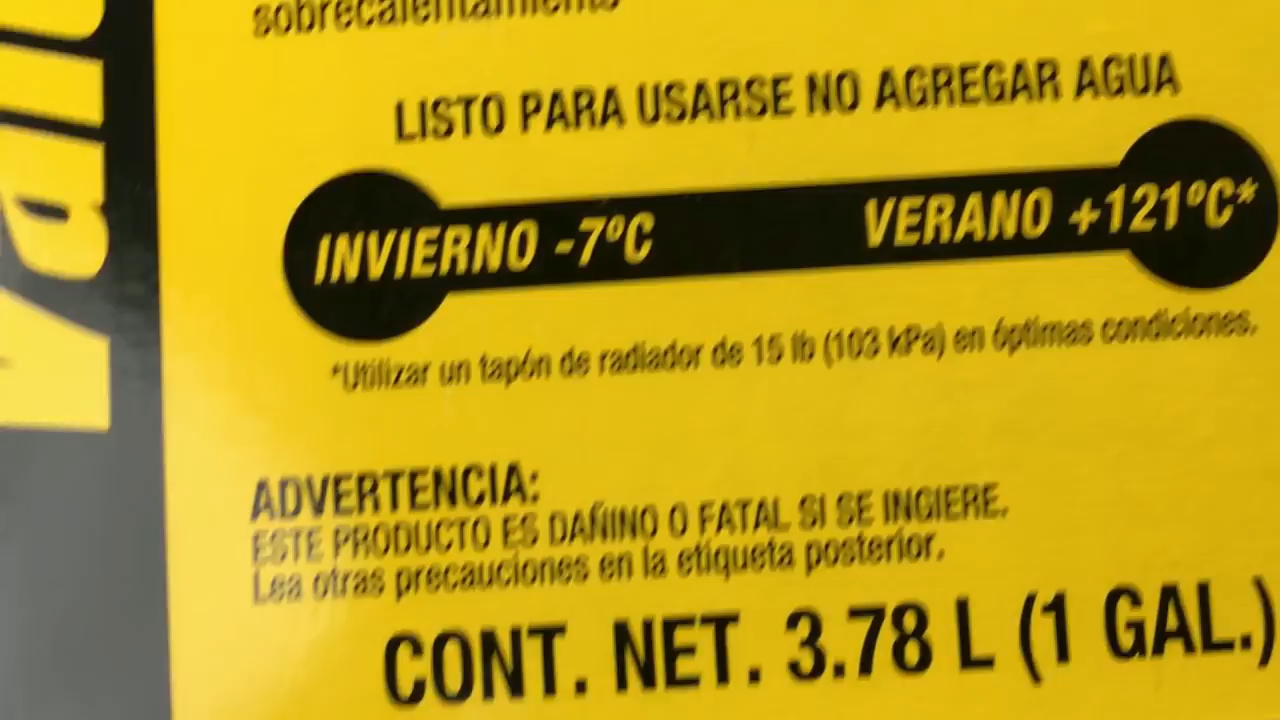 sobrecalentamiento
LISTO PARA USARSE NO AGREGAR AGUA
INVIERNO -7ºC VERANO +121ºC*
*Utilizar un tapón de radiador de 15 lb (103 kPa) en óptimas condiciones.
ADVERTENCIA:
ESTE PRODUCTO ES DAÑINO O FATAL SI SE INGIERE.
Lea otras precauciones en la etiqueta posterior.
CONT. NET. 3.78 L (1 GAL.)